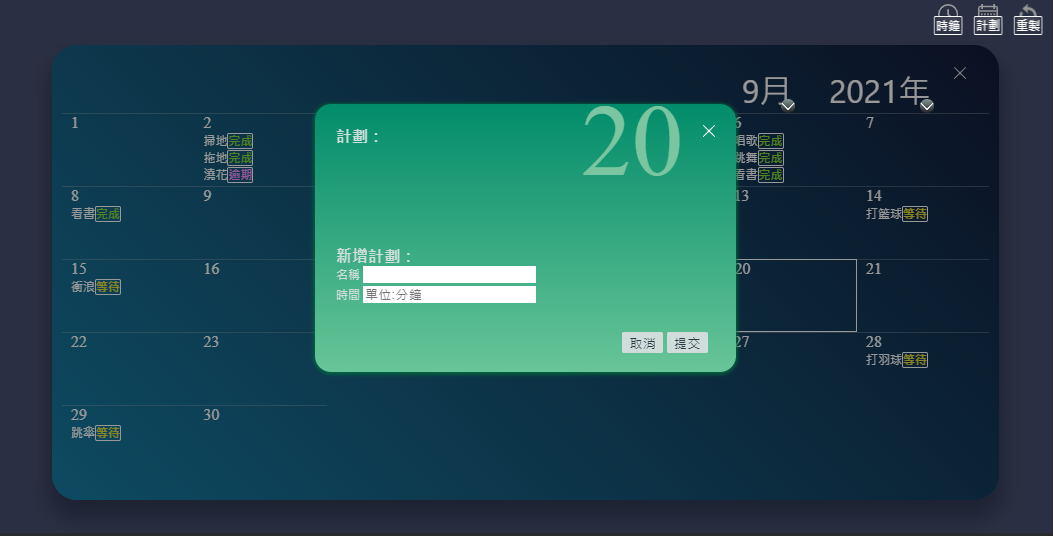 時鐘 計劃 重製
9月 2021年
1 2 6 7
掃地完成 唱歌完成
拖地完成 跳舞完成
澆花逾期 看書完成
計劃：
20
8 9 13 14
看書完成 打籃球等待
新增計劃：
名稱
15 16 20 21
衝浪等待
時間 單位:分鐘
22 23 27 28
取消 提交
打羽球等待
29 30
跳傘等待